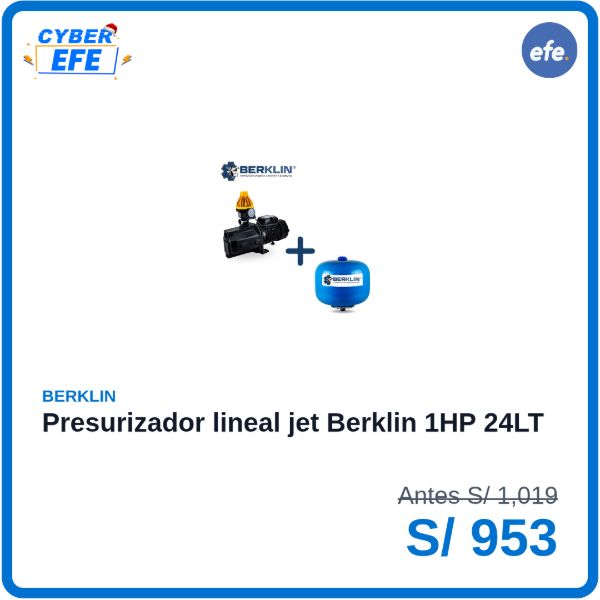 CYBER
EFE
efe.
BERKLIN®
BERKLIN®
BERKLIN
Presurizador lineal jet Berklin 1HP 24LT
Antes S/ 1,019
S/ 953